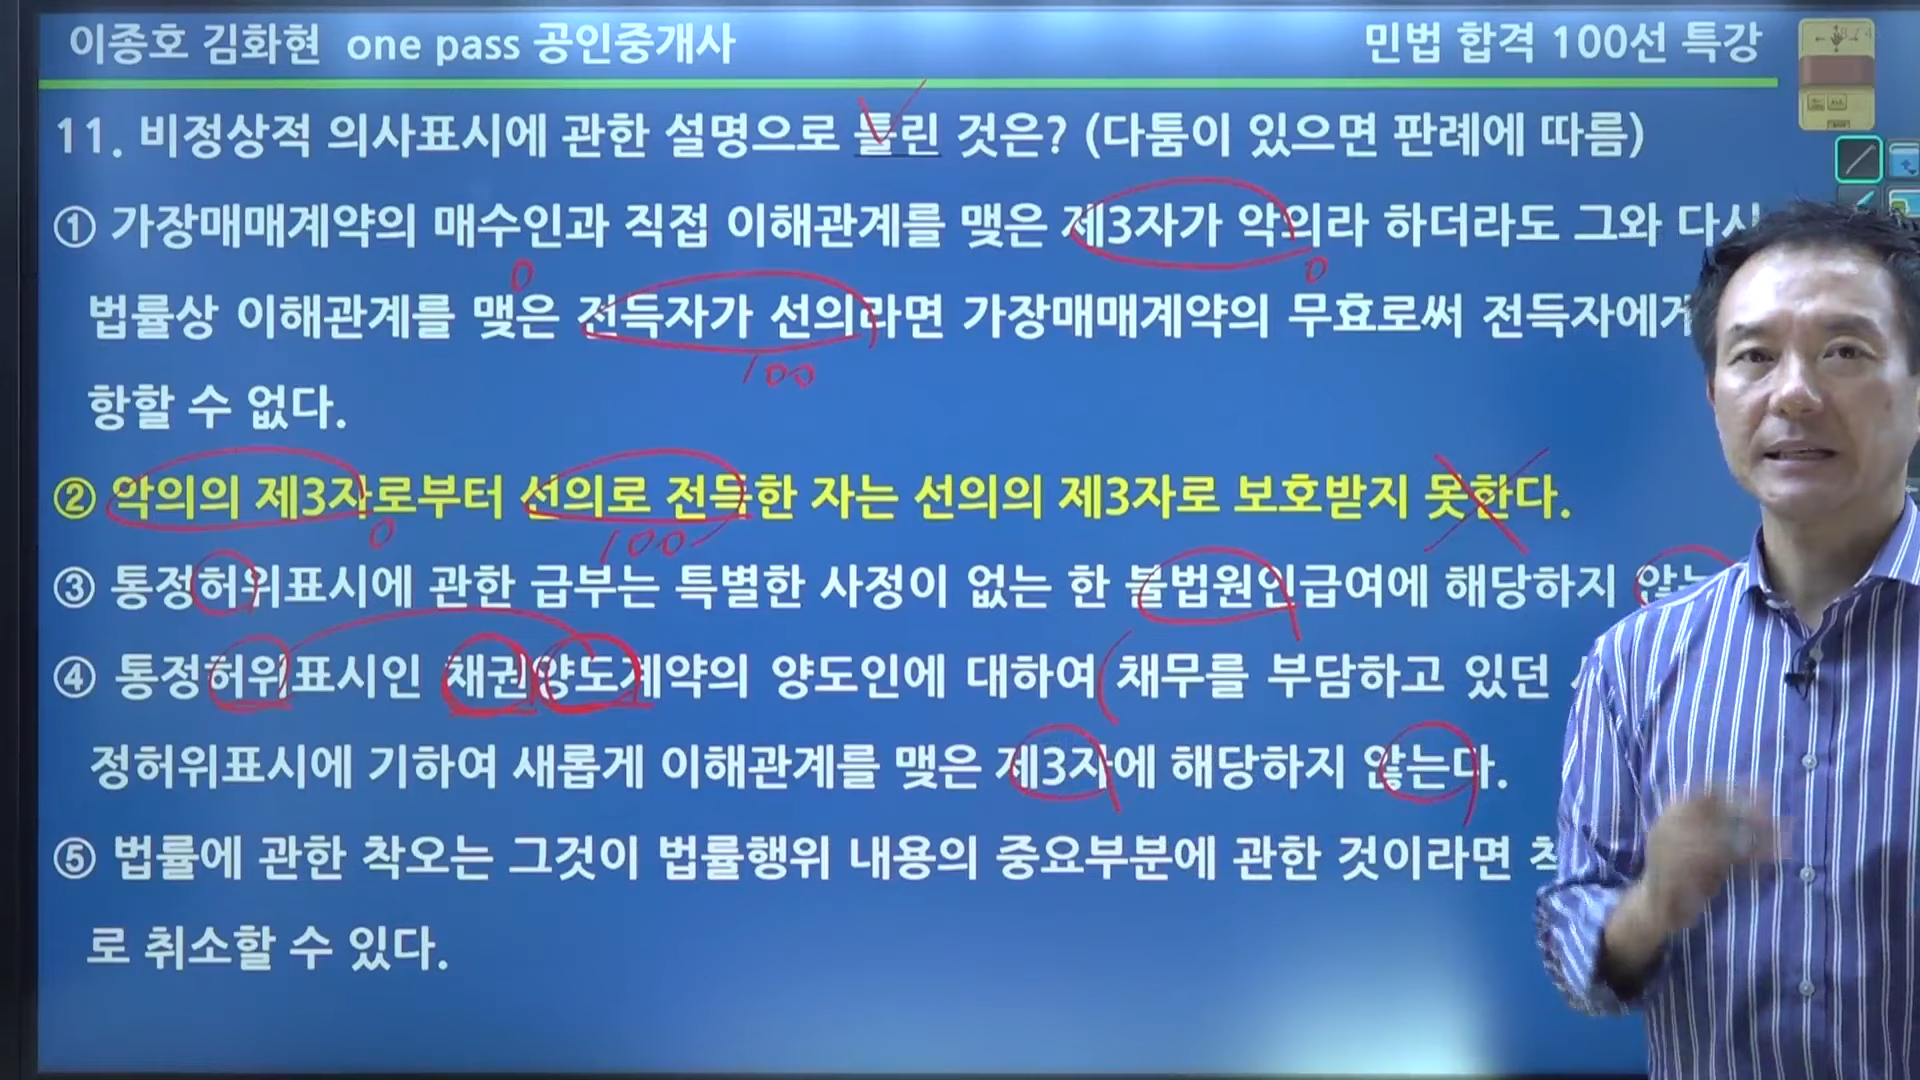 이종호 김화현 one pass 공인중개사
민법 합격 100선 특강
11. 비정상적 의사표시에 관한 설명으로 틀린 것은? (다툼이 있으면 판례에 따름)
① 가장매매계약의 매수인과 직접 이해관계를 맺은 제3자가 악의라 하더라도 그와 다시
0
0
법률상 이해관계를 맺은 전득자가 선의라면 가장매매계약의 무효로써 전득자에게
100
항할 수 없다.
② 악의의 제3자로부터 선의로 전득한 자는 선의의 제3자로 보호받지 못한다.
0
100
③ 통정허위표시에 관한 급부는 특별한 사정이 없는 한 불법원인급여에 해당하지 않는
④ 통정허위표시인 채권양도계약의 양도인에 대하여 채무를 부담하고 있던
정허위표시에 기하여 새롭게 이해관계를 맺은 제3자에 해당하지 않는다.
⑤ 법률에 관한 착오는 그것이 법률행위 내용의 중요부분에 관한 것이라면 착
로 취소할 수 있다.